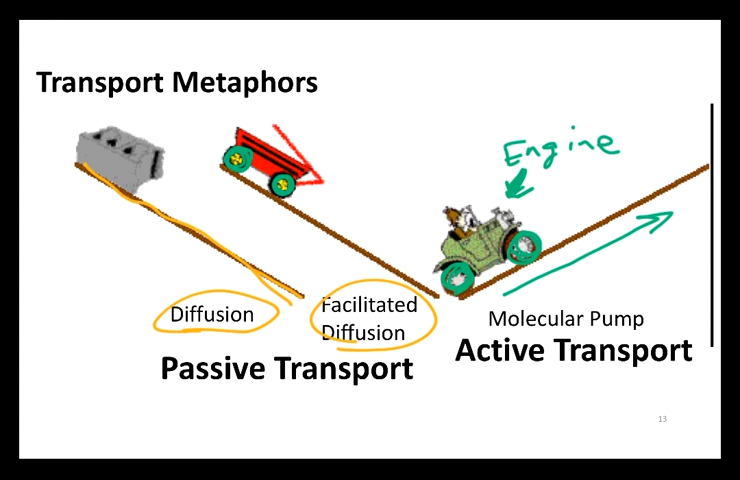 Transport Metaphors
Engine
Diffusion
Facilitated
Diffusion
Molecular Pump
Passive Transport
Active Transport
13